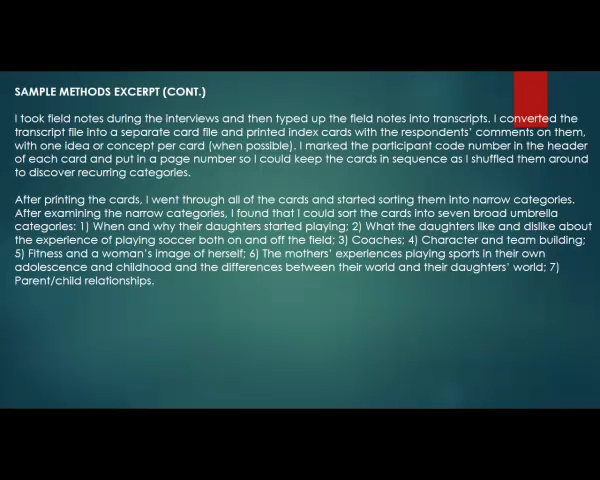 SAMPLE METHODS EXCERPT (CONT.)
I took field notes during the interviews and then typed up the field notes into transcripts. I converted the
transcript file into a separate card file and printed index cards with the respondents' comments on them,
with one idea or concept per card (when possible). I marked the participant code number in the header
of each card and put in a page number so I could keep the cards in sequence as I shuffled them around
to discover recurring categories.
After printing the cards, I went through all of the cards and started sorting them into narrow categories.
After examining the narrow categories, I found that I could sort the cards into seven broad umbrella
categories: 1) When and why their daughters started playing; 2) What the daughters like and dislike about
the experience of playing soccer both on and off the field; 3) Coaches; 4) Character and team building;
5) Fitness and a woman's image of herself; 6) The mothers' experiences playing sports in their own
adolescence and childhood and the differences between their world and their daughters' world; 7)
Parent/child relationships.